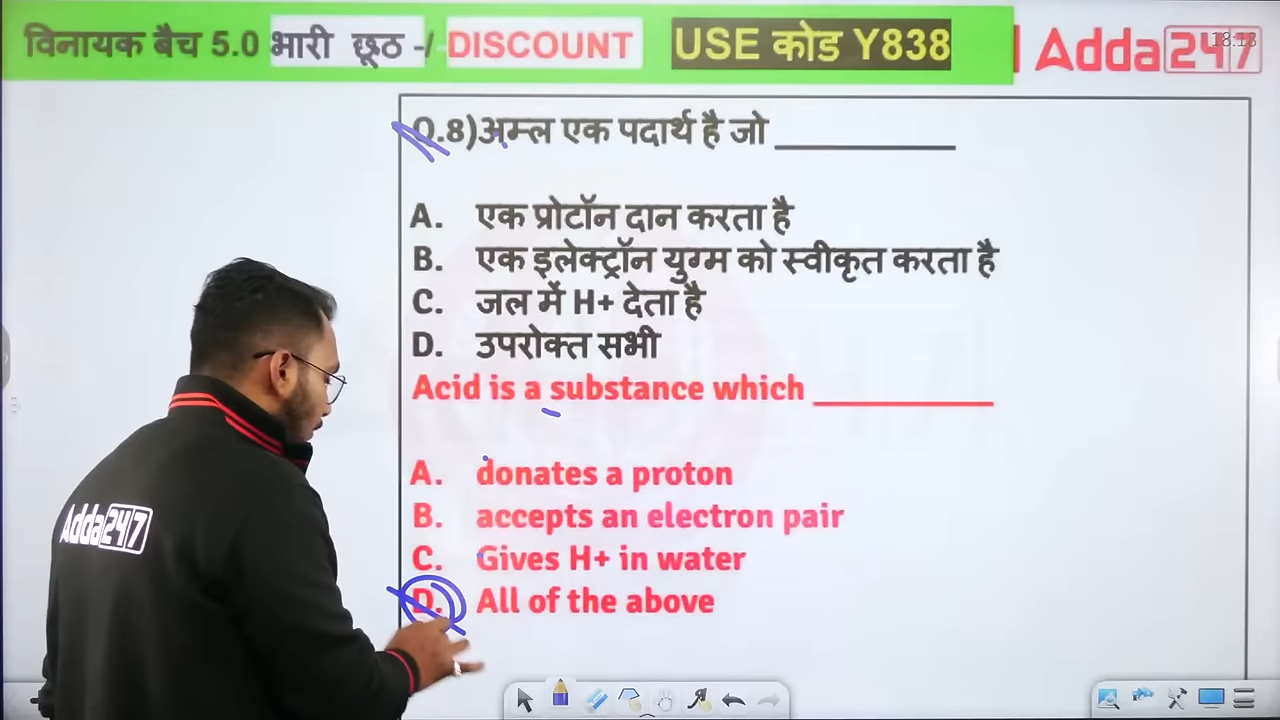 विनायक बैच 5.0 भारी छूठ -/ DISCOUNT USE कोड Y838 Adda247 18:18
Q.8)अम्ल एक पदार्थ है जो ____________
A. एक प्रोटॉन दान करता है
B. एक इलेक्ट्रॉन युग्म को स्वीकृत करता है
C. जल में H+ देता है
D. उपरोक्त सभी
Acid is a substance which ____________
A. donates a proton
B. accepts an electron pair
C. Gives H+ in water
D. All of the above
Adda247